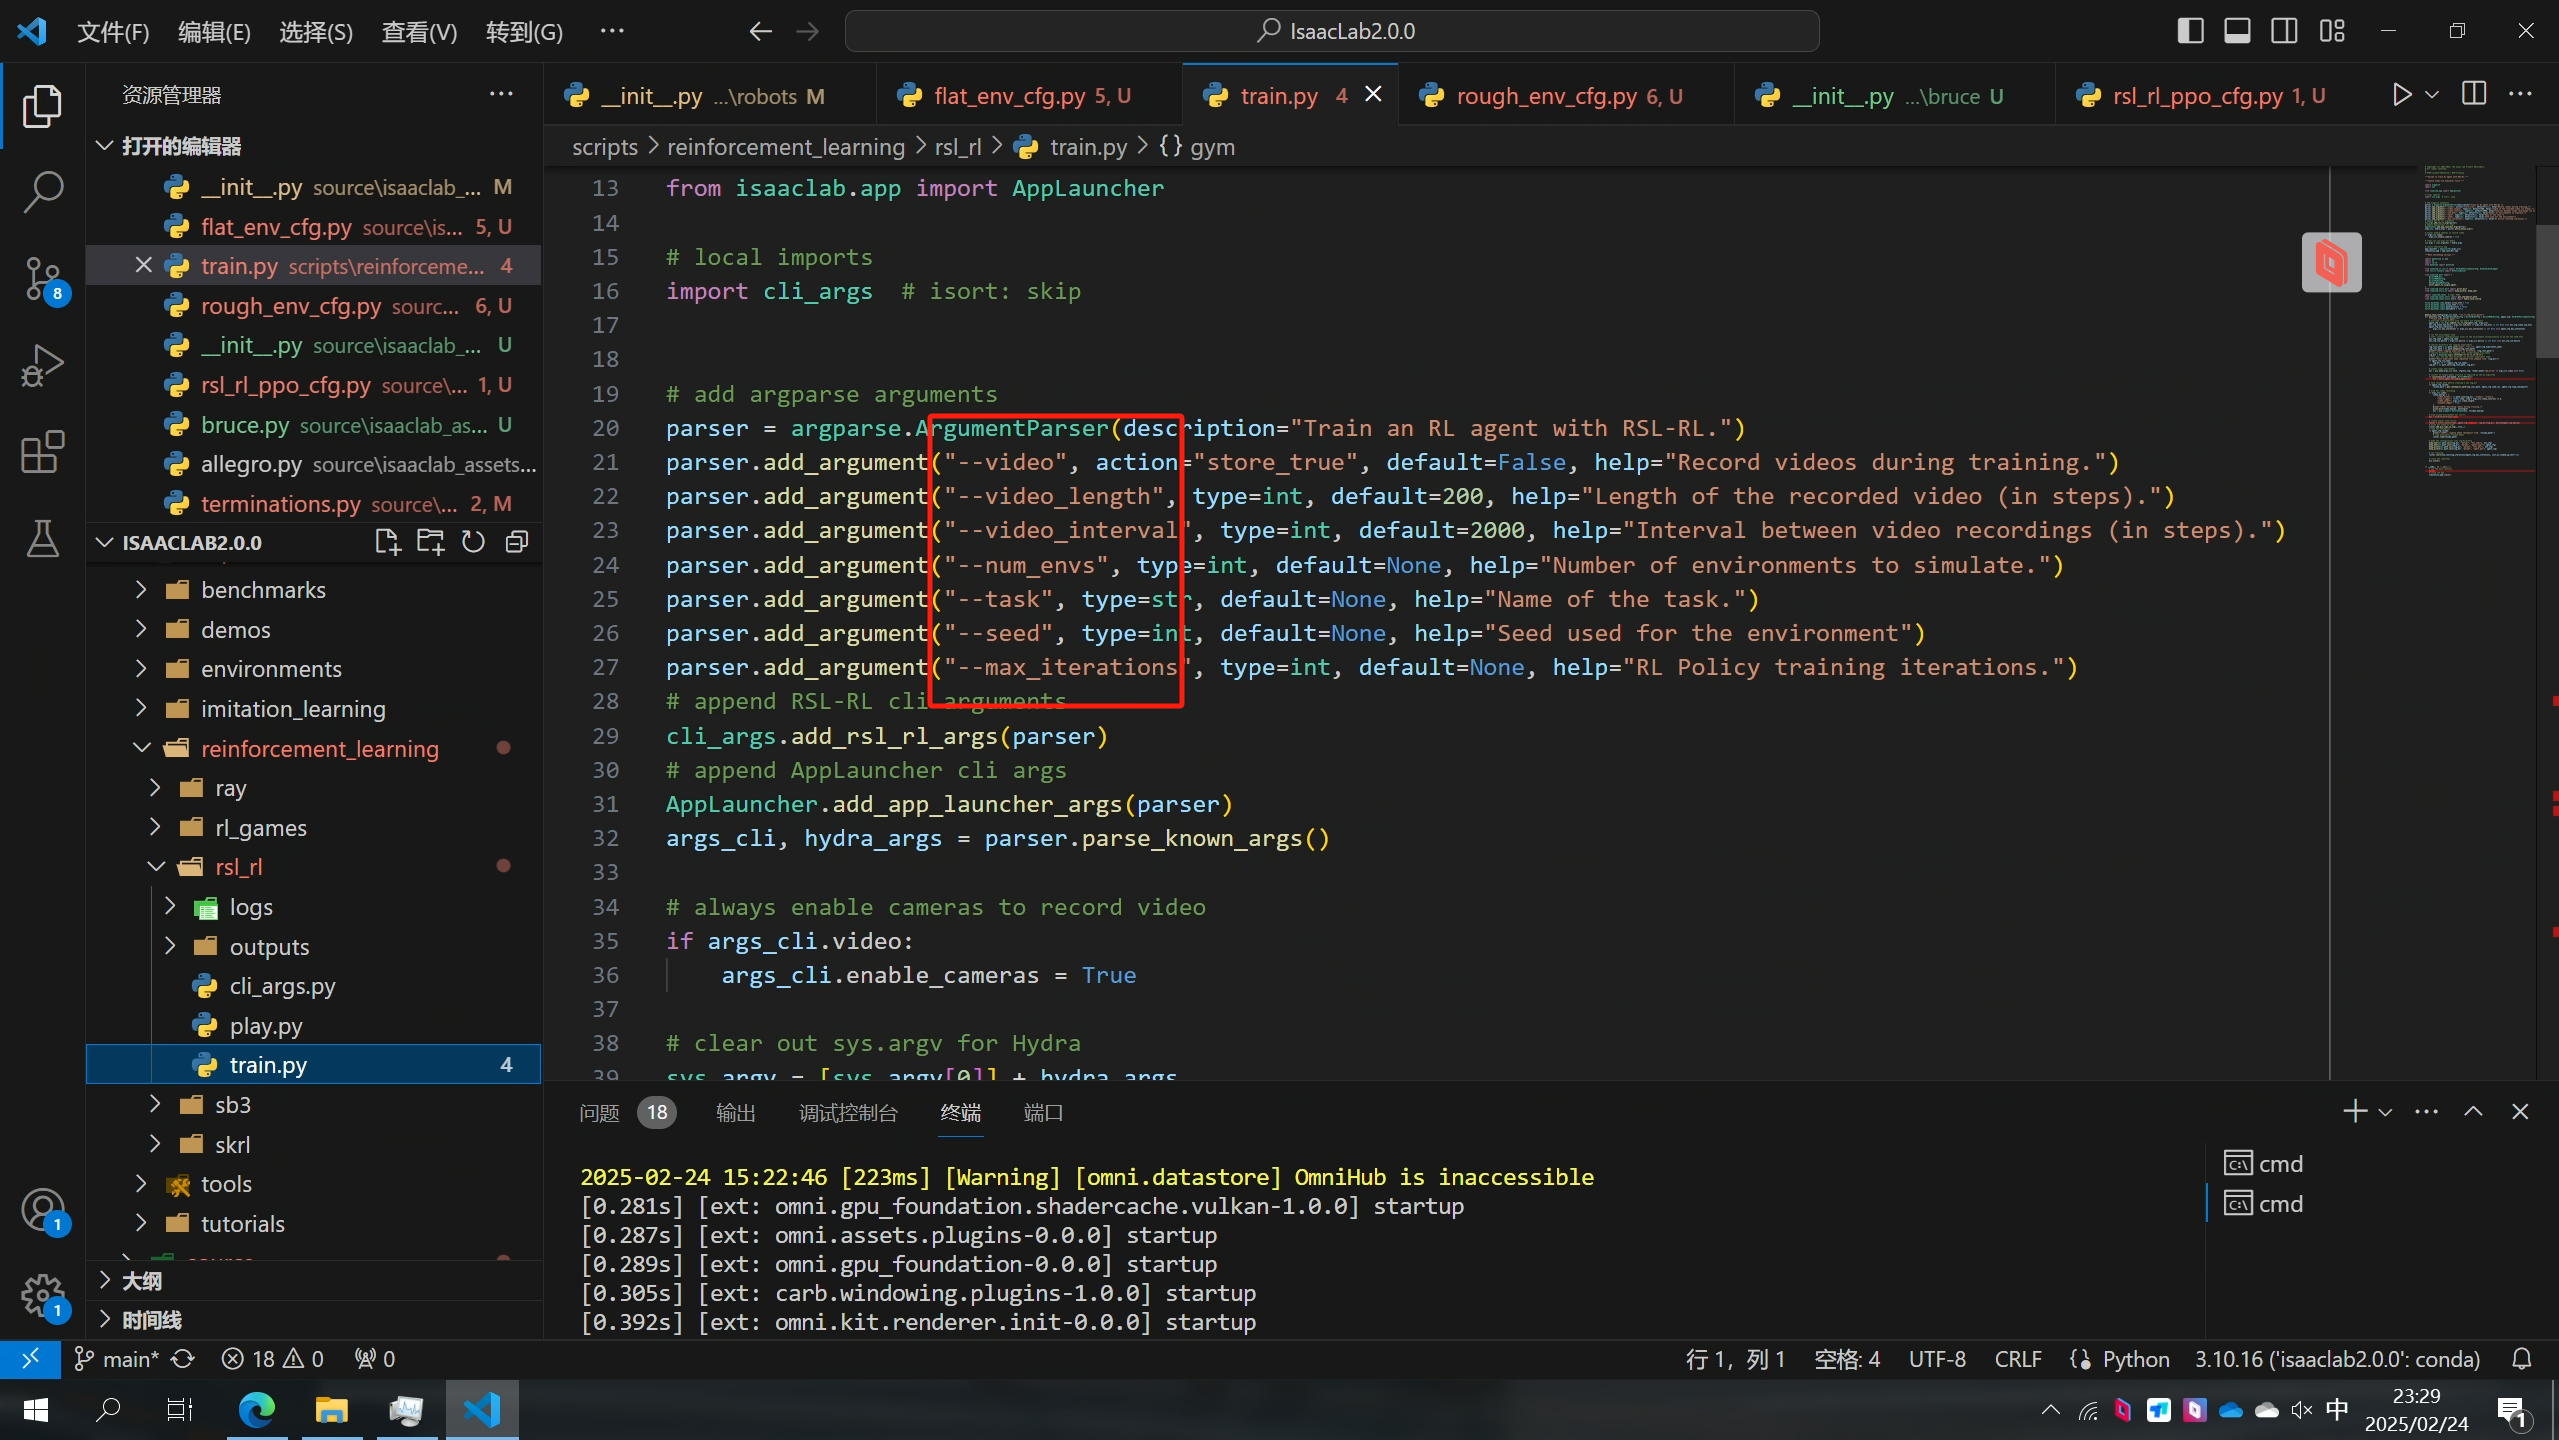 文件(F) 编辑(E) 选择(S) 查看(V) 转到(G) ···
IsaacLab2.0.0
资源管理器
打开的编辑器
__init__.py source\isaaclab_... M
flat_env_cfg.py source\is... 5, U
train.py scripts\reinforceme... 4
rough_env_cfg.py sourc... 6, U
__init__.py source\isaaclab_... U
rsl_rl_ppo_cfg.py source\... 1, U
bruce.py source\isaaclab_as... U
allegro.py source\isaaclab_assets...
terminations.py source\... 2, M
ISAACLAB2.0.0
benchmarks
demos
environments
imitation_learning
reinforcement_learning
ray
rl_games
rsl_rl
logs
outputs
cli_args.py
play.py
train.py 4
sb3
skrl
tools
tutorials
大纲
时间线
8
1
1
__init__.py ...\robots M
flat_env_cfg.py 5, U
train.py 4
rough_env_cfg.py 6, U
__init__.py ...\bruce U
rsl_rl_ppo_cfg.py 1, U
scripts > reinforcement_learning > rsl_rl > train.py > {} gym
13 from isaaclab.app import AppLauncher
14
15 # local imports
16 import cli_args  # isort: skip
17
18
19 # add argparse arguments
20 parser = argparse.ArgumentParser(description="Train an RL agent with RSL-RL.")
21 parser.add_argument("--video", action="store_true", default=False, help="Record videos during training.")
22 parser.add_argument("--video_length", type=int, default=200, help="Length of the recorded video (in steps).")
23 parser.add_argument("--video_interval", type=int, default=2000, help="Interval between video recordings (in steps).")
24 parser.add_argument("--num_envs", type=int, default=None, help="Number of environments to simulate.")
25 parser.add_argument("--task", type=str, default=None, help="Name of the task.")
26 parser.add_argument("--seed", type=int, default=None, help="Seed used for the environment")
27 parser.add_argument("--max_iterations", type=int, default=None, help="RL Policy training iterations.")
28 # append RSL-RL cli arguments
29 cli_args.add_rsl_rl_args(parser)
30 # append AppLauncher cli args
31 AppLauncher.add_app_launcher_args(parser)
32 args_cli, hydra_args = parser.parse_known_args()
33
34 # always enable cameras to record video
35 if args_cli.video:
36     args_cli.enable_cameras = True
37
38 # clear out sys.argv for Hydra
39 sys.argv = [sys.argv[0]] + hydra_args
问题 18 输出 调试控制台 终端 端口
2025-02-24 15:22:46 [223ms] [Warning] [omni.datastore] OmniHub is inaccessible
[0.281s] [ext: omni.gpu_foundation.shadercache.vulkan-1.0.0] startup
[0.287s] [ext: omni.assets.plugins-0.0.0] startup
[0.289s] [ext: omni.gpu_foundation-0.0.0] startup
[0.305s] [ext: carb.windowing.plugins-1.0.0] startup
[0.392s] [ext: omni.kit.renderer.init-0.0.0] startup
cmd
cmd
main* 18 0 0
行 1，列 1 空格: 4 UTF-8 CRLF {} Python 3.10.16 ('isaaclab2.0.0': conda)
中
23:29
2025/02/24
1